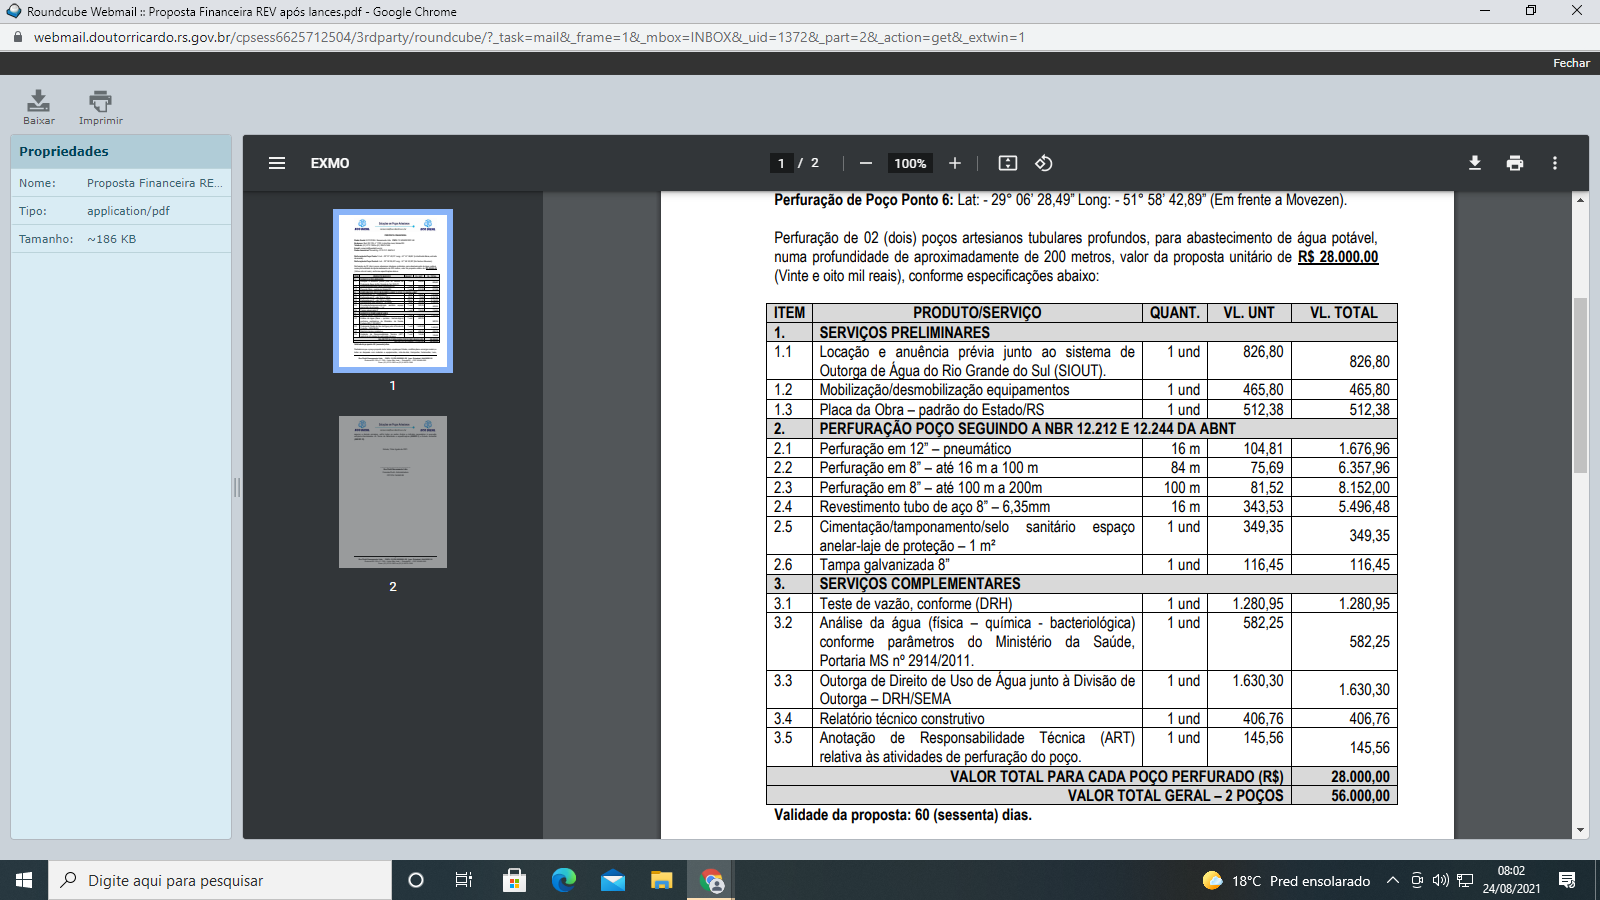 Roundcube Webmail :: Proposta Financeira REV após lances.pdf - Google Chrome
webmail.doutorricardo.rs.gov.br/cpsess6625712504/3rdparty/roundcube/?_task=mail&_frame=1&_mbox=INBOX&_uid=1372&_part=2&_action=get&_extwin=1
Fechar
Baixar Imprimir
Propriedades
Nome: Proposta Financeira RE...
Tipo: application/pdf
Tamanho: ~186 KB
EXMO 1 / 2 100%
1
2
Perfuração de Poço Ponto 6: Lat: - 29° 06' 28,49” Long: - 51° 58' 42,89” (Em frente a Movezen).
Perfuração de 02 (dois) poços artesianos tubulares profundos, para abastecimento de água potável,
numa profundidade de aproximadamente de 200 metros, valor da proposta unitário de R$ 28.000,00
(Vinte e oito mil reais), conforme especificações abaixo:
ITEM PRODUTO/SERVIÇO QUANT. VL. UNT VL. TOTAL
1. SERVIÇOS PRELIMINARES
1.1 Locação e anuência prévia junto ao sistema de 1 und 826,80 826,80
Outorga de Água do Rio Grande do Sul (SIOUT).
1.2 Mobilização/desmobilização equipamentos 1 und 465,80 465,80
1.3 Placa da Obra – padrão do Estado/RS 1 und 512,38 512,38
2. PERFURAÇÃO POÇO SEGUINDO A NBR 12.212 E 12.244 DA ABNT
2.1 Perfuração em 12” – pneumático 16 m 104,81 1.676,96
2.2 Perfuração em 8” – até 16 m a 100 m 84 m 75,69 6.357,96
2.3 Perfuração em 8” – até 100 m a 200m 100 m 81,52 8.152,00
2.4 Revestimento tubo de aço 8” – 6,35mm 16 m 343,53 5.496,48
2.5 Cimentação/tamponamento/selo sanitário espaço 1 und 349,35 349,35
anelar-laje de proteção – 1 m²
2.6 Tampa galvanizada 8” 1 und 116,45 116,45
3. SERVIÇOS COMPLEMENTARES
3.1 Teste de vazão, conforme (DRH) 1 und 1.280,95 1.280,95
3.2 Análise da água (física – química - bacteriológica) 1 und 582,25 582,25
conforme parâmetros do Ministério da Saúde,
Portaria MS nº 2914/2011.
3.3 Outorga de Direito de Uso de Água junto à Divisão de 1 und 1.630,30 1.630,30
Outorga – DRH/SEMA
3.4 Relatório técnico construtivo 1 und 406,76 406,76
3.5 Anotação de Responsabilidade Técnica (ART) 1 und 145,56 145,56
relativa às atividades de perfuração do poço.
VALOR TOTAL PARA CADA POÇO PERFURADO (R$) 28.000,00
VALOR TOTAL GERAL – 2 POÇOS 56.000,00
Validade da proposta: 60 (sessenta) dias.
Digite aqui para pesquisar
18°C Pred ensolarado
08:02
24/08/2021